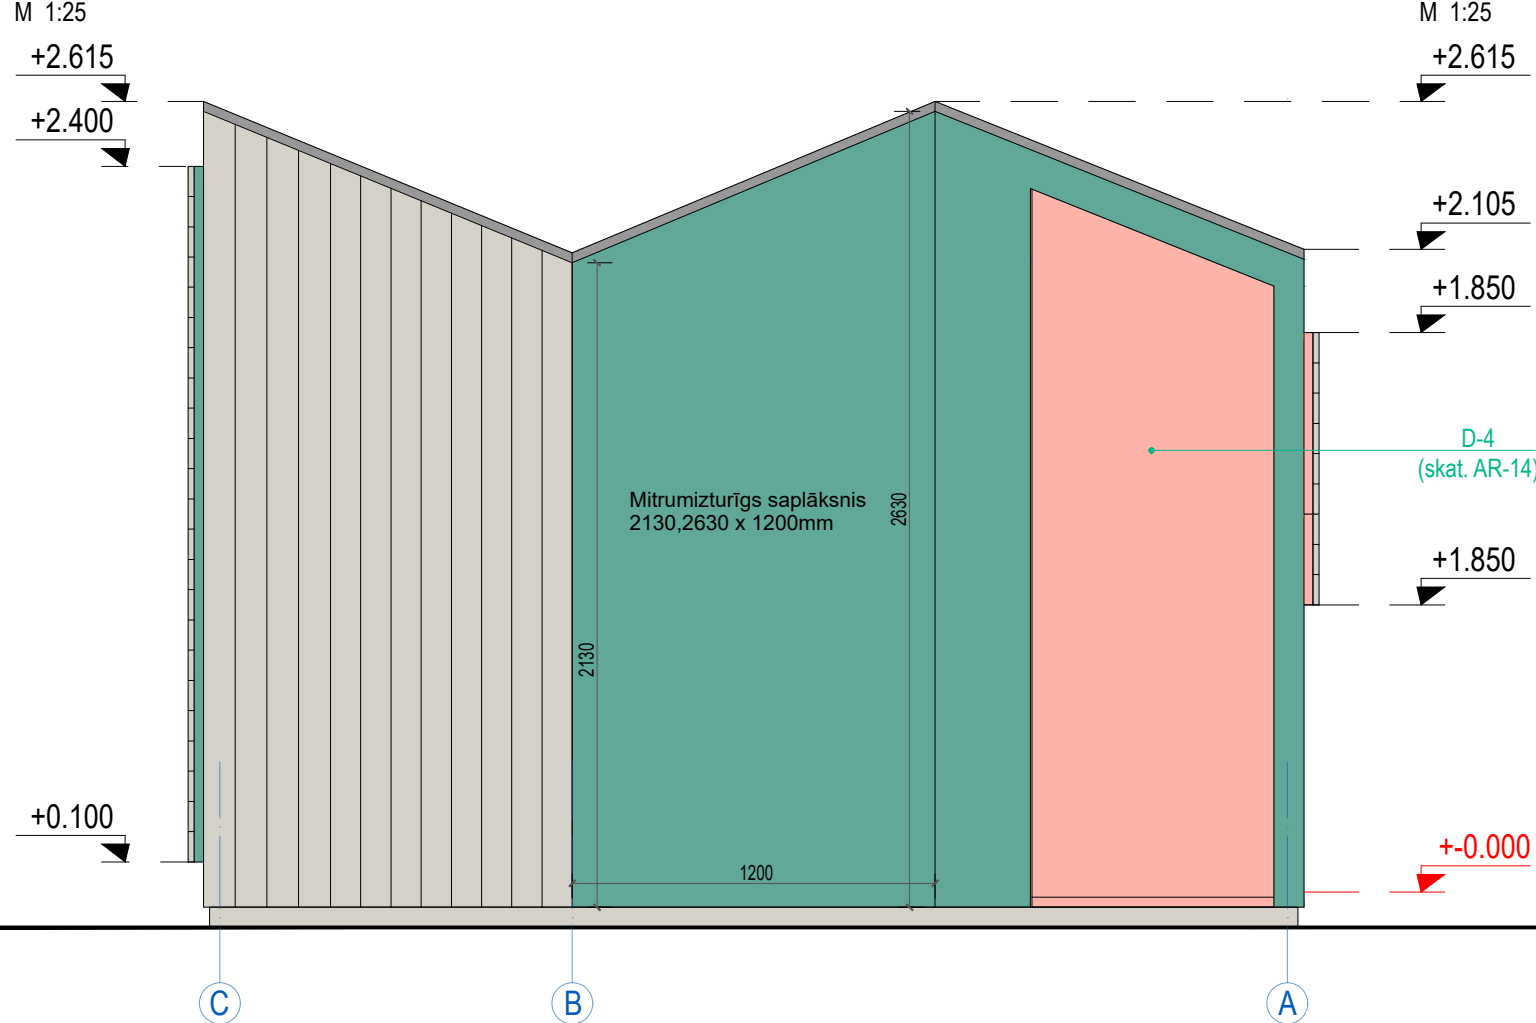 M 1:25
M 1:25
+2.615
+2.615
+2.400
+2.105
+1.850
D-4
(skat. AR-14)
Mitrumizturīgs saplāksnis
2130,2630 x 1200mm
2630
+1.850
2130
+0.100
+-0.000
1200
C
B
A